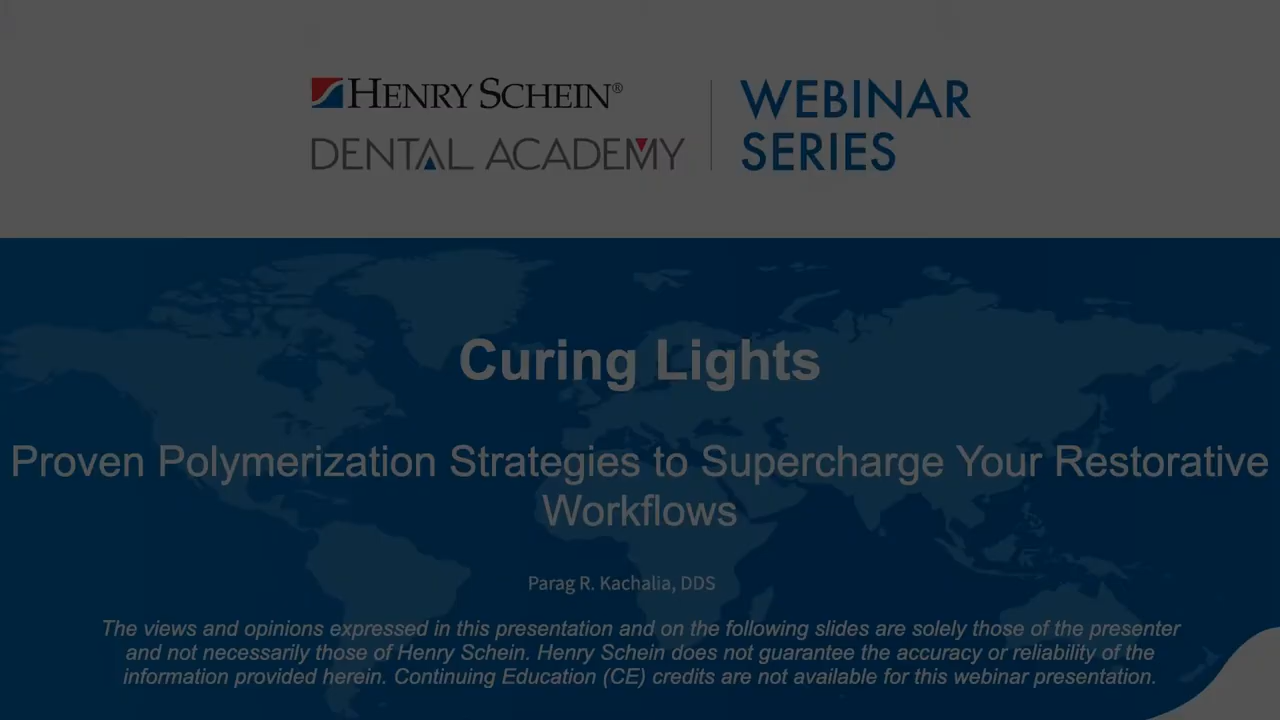 HENRY SCHEIN®
DENTAL ACADEMY
WEBINAR
SERIES
Curing Lights
Proven Polymerization Strategies to Supercharge Your Restorative
Workflows
Parag R. Kachalia, DDS
The views and opinions expressed in this presentation and on the following slides are solely those of the presenter
and not necessarily those of Henry Schein. Henry Schein does not guarantee the accuracy or reliability of the
information provided herein. Continuing Education (CE) credits are not available for this webinar presentation.